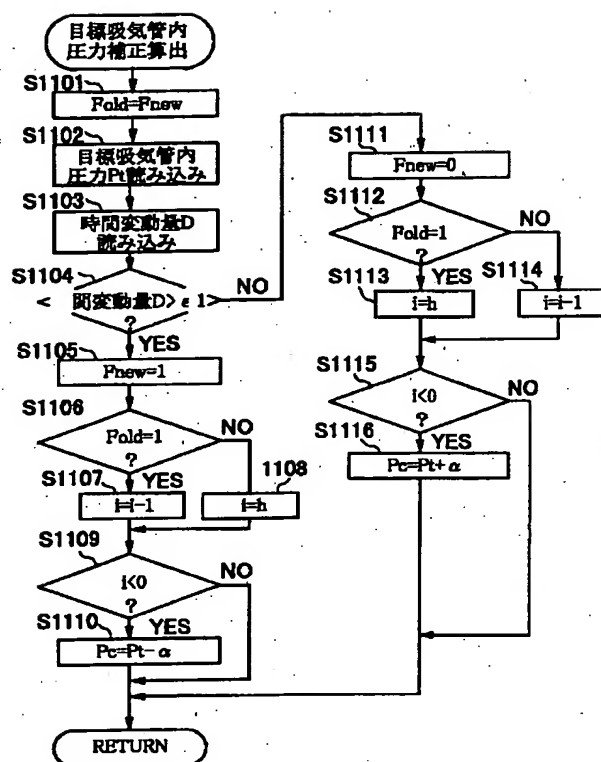 目標吸気管内
圧力補正算出
S1101
Fold=Fnew
S1102
目標吸気管内
圧力Pt読み込み
S1103
時間変動量D
読み込み
S1104
< 間変動量D> ε 1>
?
NO
YES
S1105
Fnew=1
S1106
Fold=1
?
NO
YES
S1107
i=i-1
1108
i=h
S1109
i<0
?
NO
YES
S1110
Pc=Pt-α
RETURN
S1111
Fnew=0
S1112
Fold=1
?
NO
YES
S1113
i=h
S1114
i=i-1
S1115
i<0
?
NO
YES
S1116
Pc=Pt+α